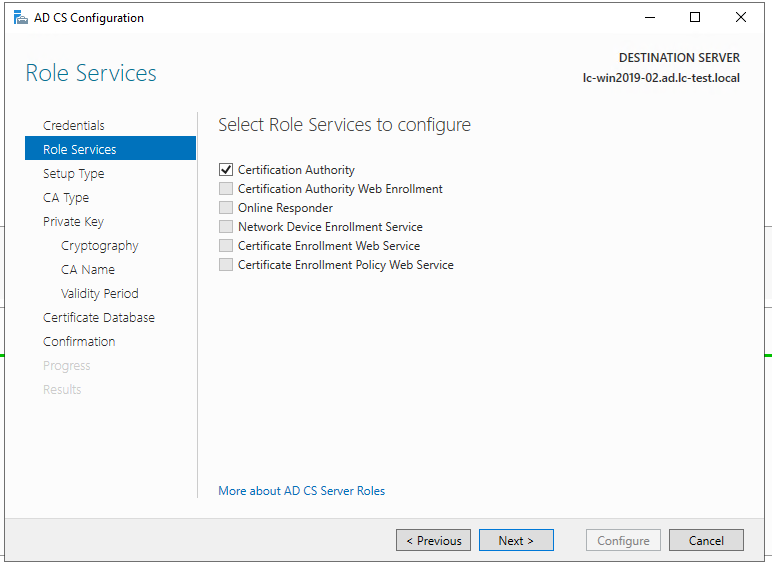 AD CS Configuration
Role Services
DESTINATION SERVER
lc-win2019-02.ad.lc-test.local
Credentials
Role Services
Setup Type
CA Type
Private Key
Cryptography
CA Name
Validity Period
Certificate Database
Confirmation
Progress
Results
Select Role Services to configure
Certification Authority
Certification Authority Web Enrollment
Online Responder
Network Device Enrollment Service
Certificate Enrollment Web Service
Certificate Enrollment Policy Web Service
More about AD CS Server Roles
< Previous
Next >
Configure
Cancel